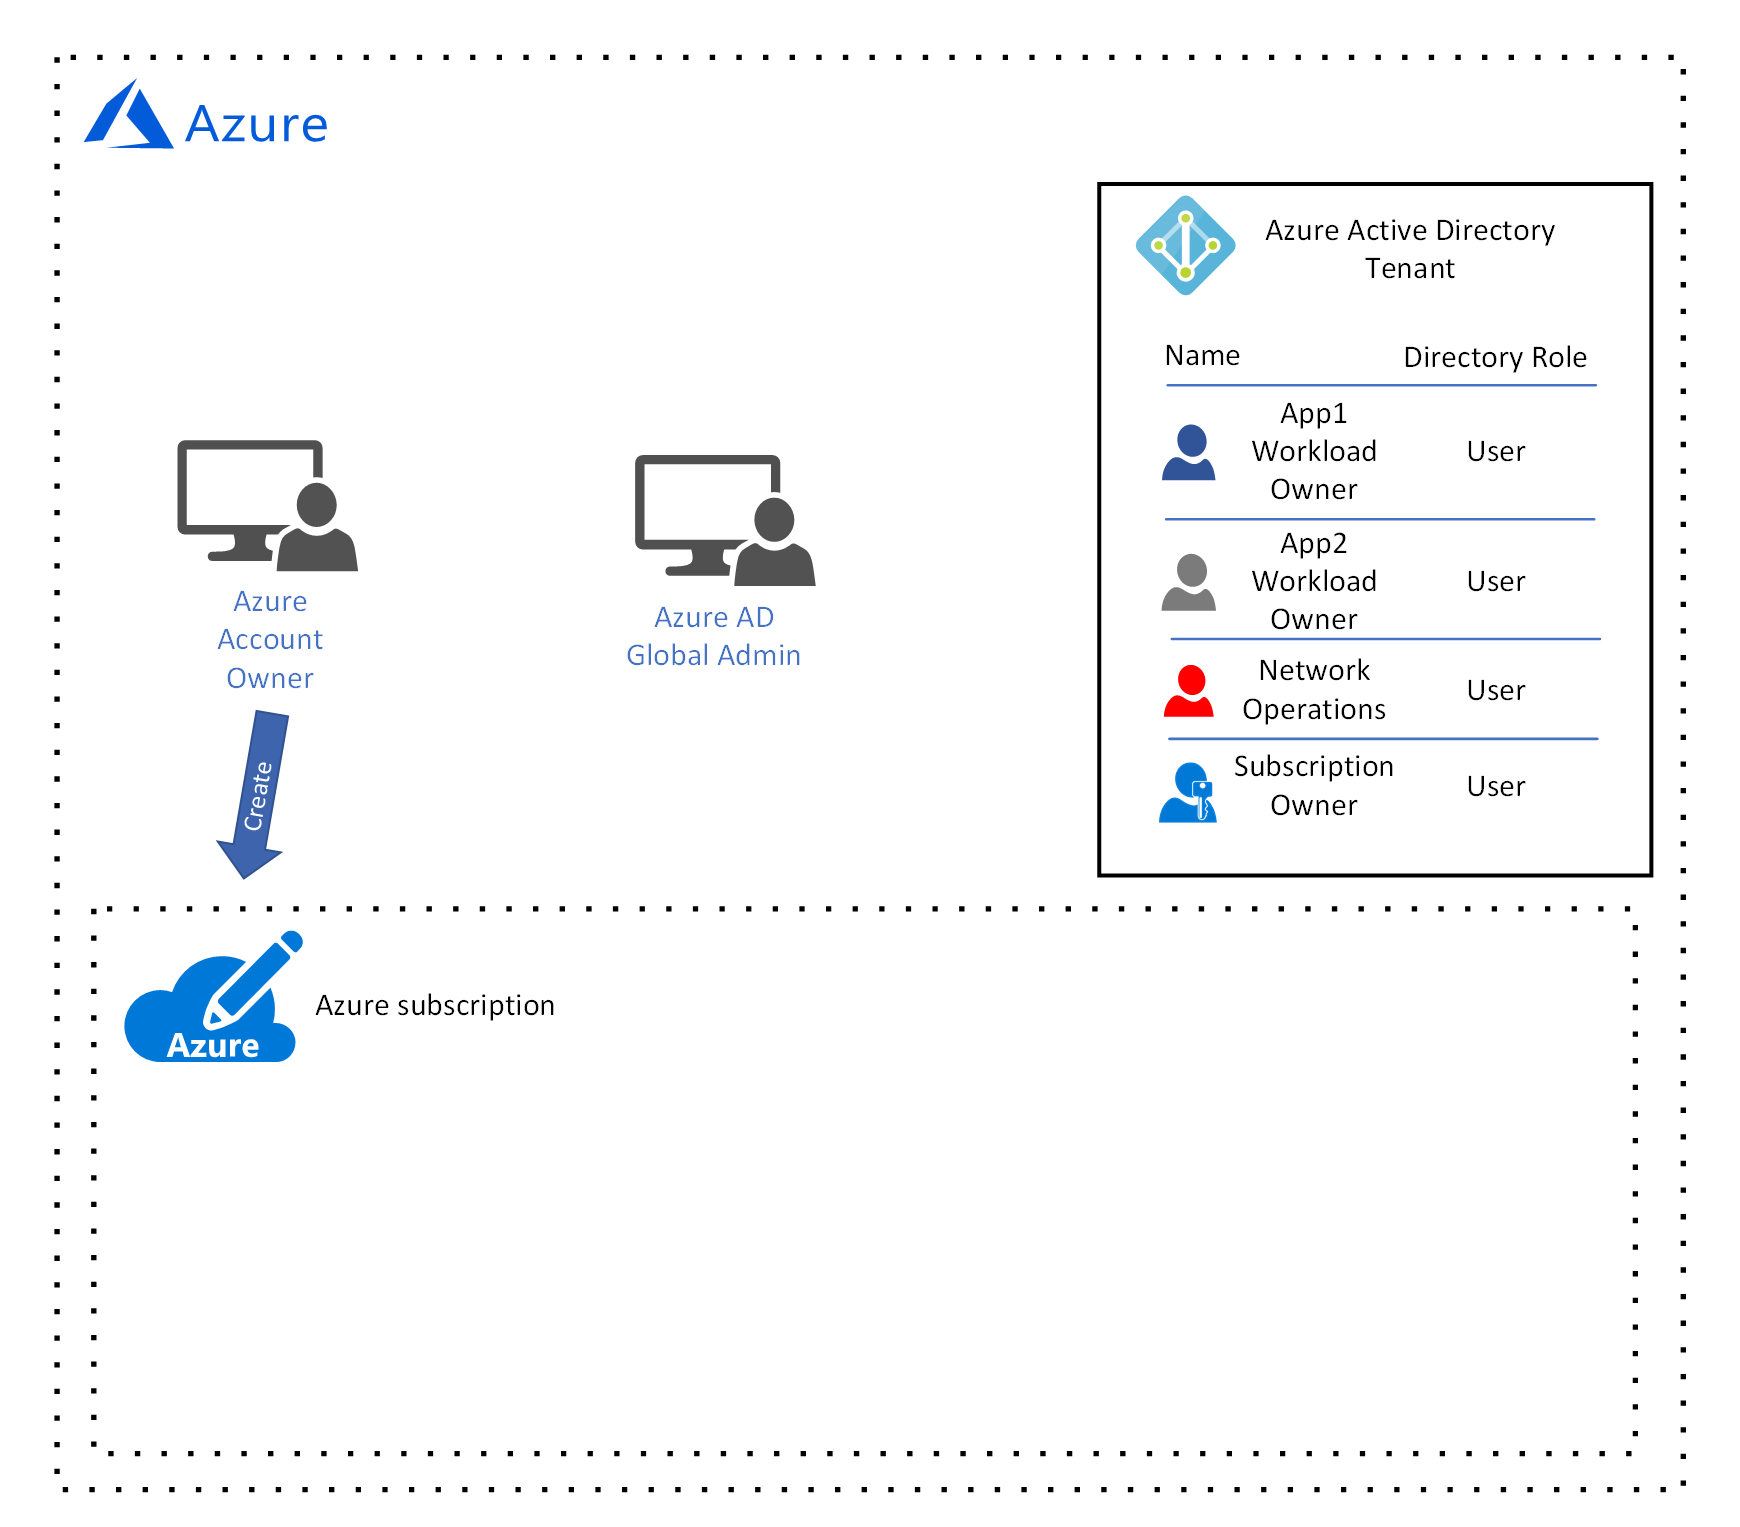 Azure
Azure Active Directory
Tenant
Name
Directory Role
App1
Workload
Owner
User
App2
Workload
Owner
User
Network
Operations
User
Subscription
Owner
User
Azure
Account
Owner
Azure AD
Global Admin
Create
Azure
Azure subscription